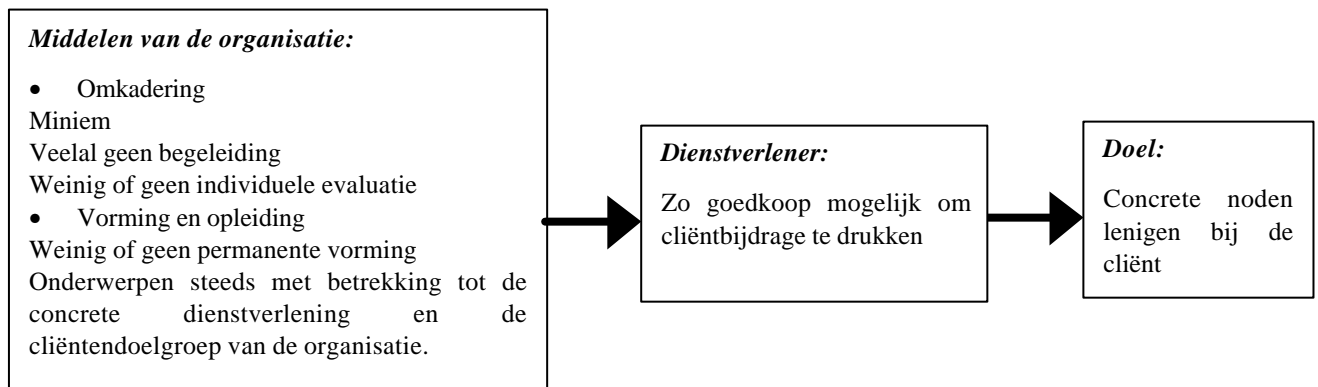 Middelen van de organisatie:
• Omkadering
Miniem
Veelal geen begeleiding
Weinig of geen individuele evaluatie
• Vorming en opleiding
Weinig of geen permanente vorming
Onderwerpen steeds met betrekking tot de
concrete dienstverlening en de
cliëntendoelgroep van de organisatie.
Dienstverlener:
Zo goedkoop mogelijk om
cliëntbijdrage te drukken
Doel:
Concrete noden
lenigen bij de
cliënt